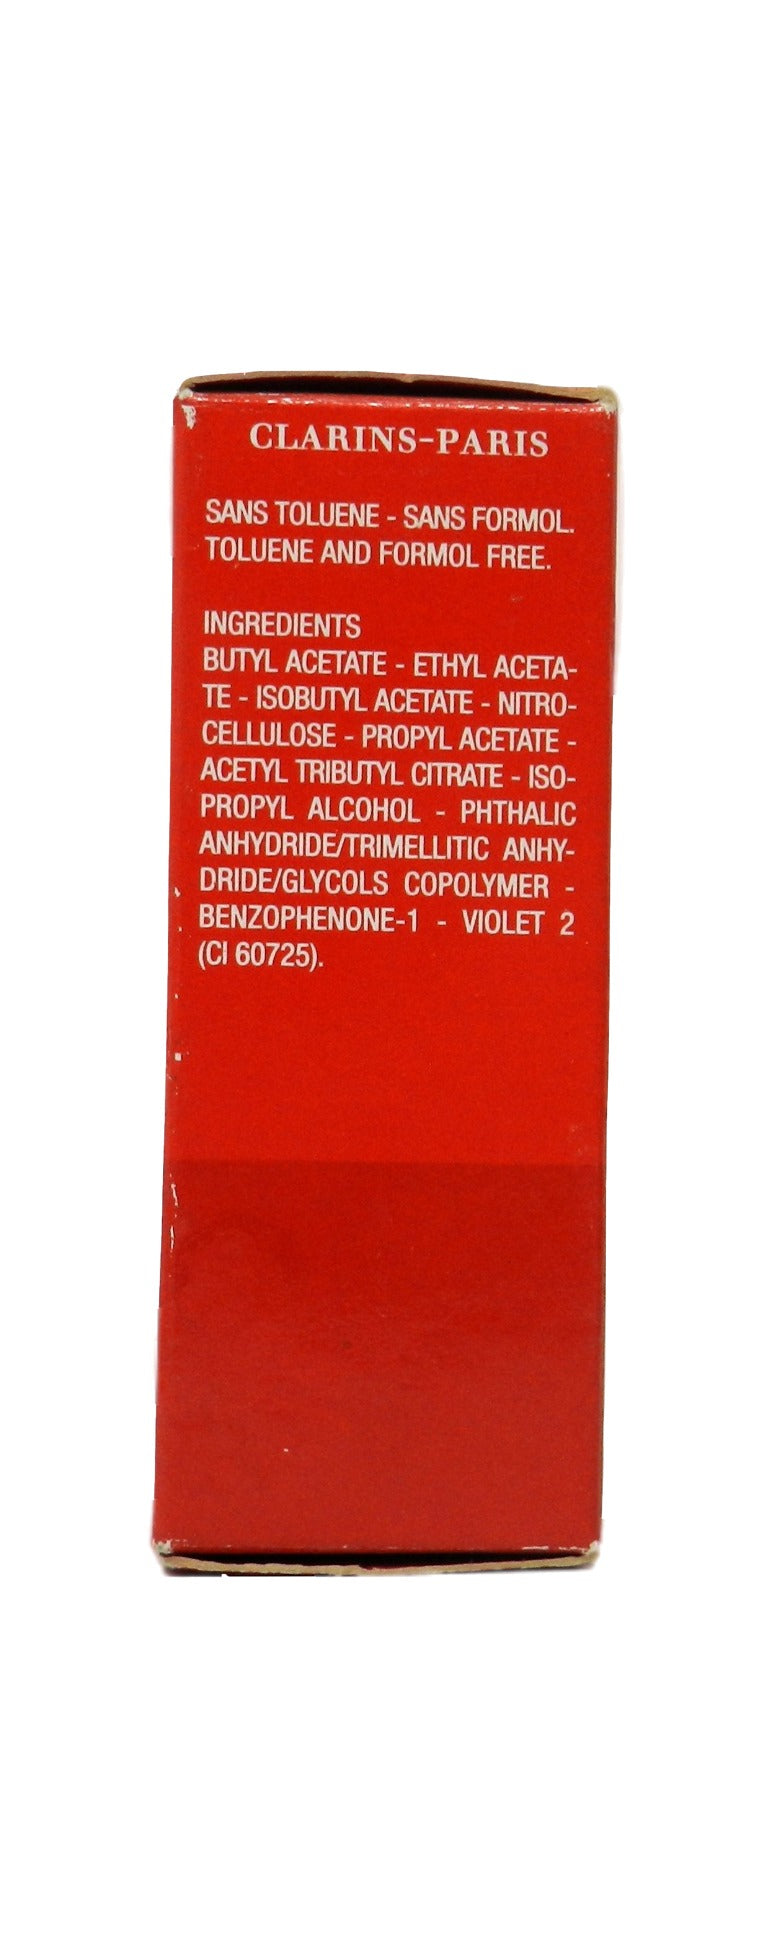 CLARINS-PARIS
SANS TOLUENE - SANS FORMOL.
TOLUENE AND FORMOL FREE.
INGREDIENTS
BUTYL ACETATE - ETHYL ACETA-
TE - ISOBUTYL ACETATE - NITRO-
CELLULOSE - PROPYL ACETATE -
ACETYL TRIBUTYL CITRATE - ISO-
PROPYL ALCOHOL - PHTHALIC
ANHYDRIDE/TRIMELLITIC ANHY-
DRIDE/GLYCOLS COPOLYMER -
BENZOPHENONE-1 - VIOLET 2
(CI 60725).